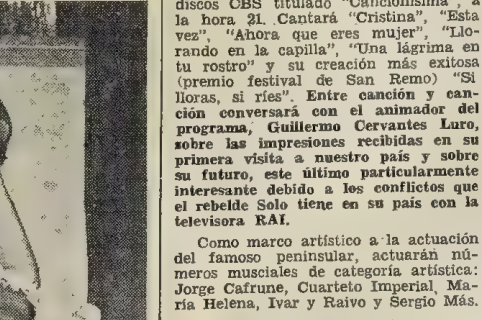 discos CBS titulado "Cancionísima", a
la hora 21. Cantará "Cristina", "Esta
vez", "Ahora que eres mujer", "Llo-
rando en la capilla", "Una lágrima en
tu rostro" y su creación más exitosa
(premio festival de San Remo) "Si
lloras, si ríes". Entre canción y can-
ción conversará con el animador del
programa, Guillermo Cervantes Luro,
sobre las impresiones recibidas en su
primera visita a nuestro país y sobre
su futuro, este último particularmente
interesante debido a los conflictos que
el rebelde Solo tiene en su país con la
televisora RAI.
Como marco artístico a la actuación
del famoso peninsular, actuarán nú-
meros musciales de categoría artística:
Jorge Cafrune, Cuarteto Imperial, Ma-
ría Helena, Ivar y Raivo y Sergio Más.